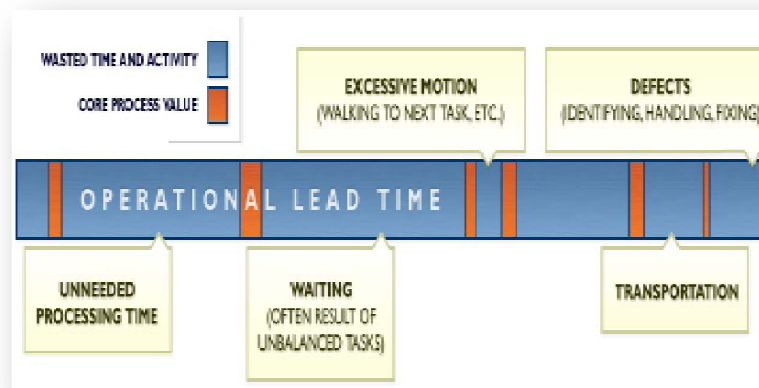 WASTED TIME AND ACTIVITY
CORE PROCESS VALUE
EXCESSIVE MOTION
(WALKING TO NEXT TASK, ETC.)
DEFECTS
(IDENTIFYING, HANDLING, FIXING)
OPERATIONAL LEAD TIME
UNNEEDED
PROCESSING TIME
WAITING
(OFTEN RESULT OF
UNBALANCED TASKS)
TRANSPORTATION